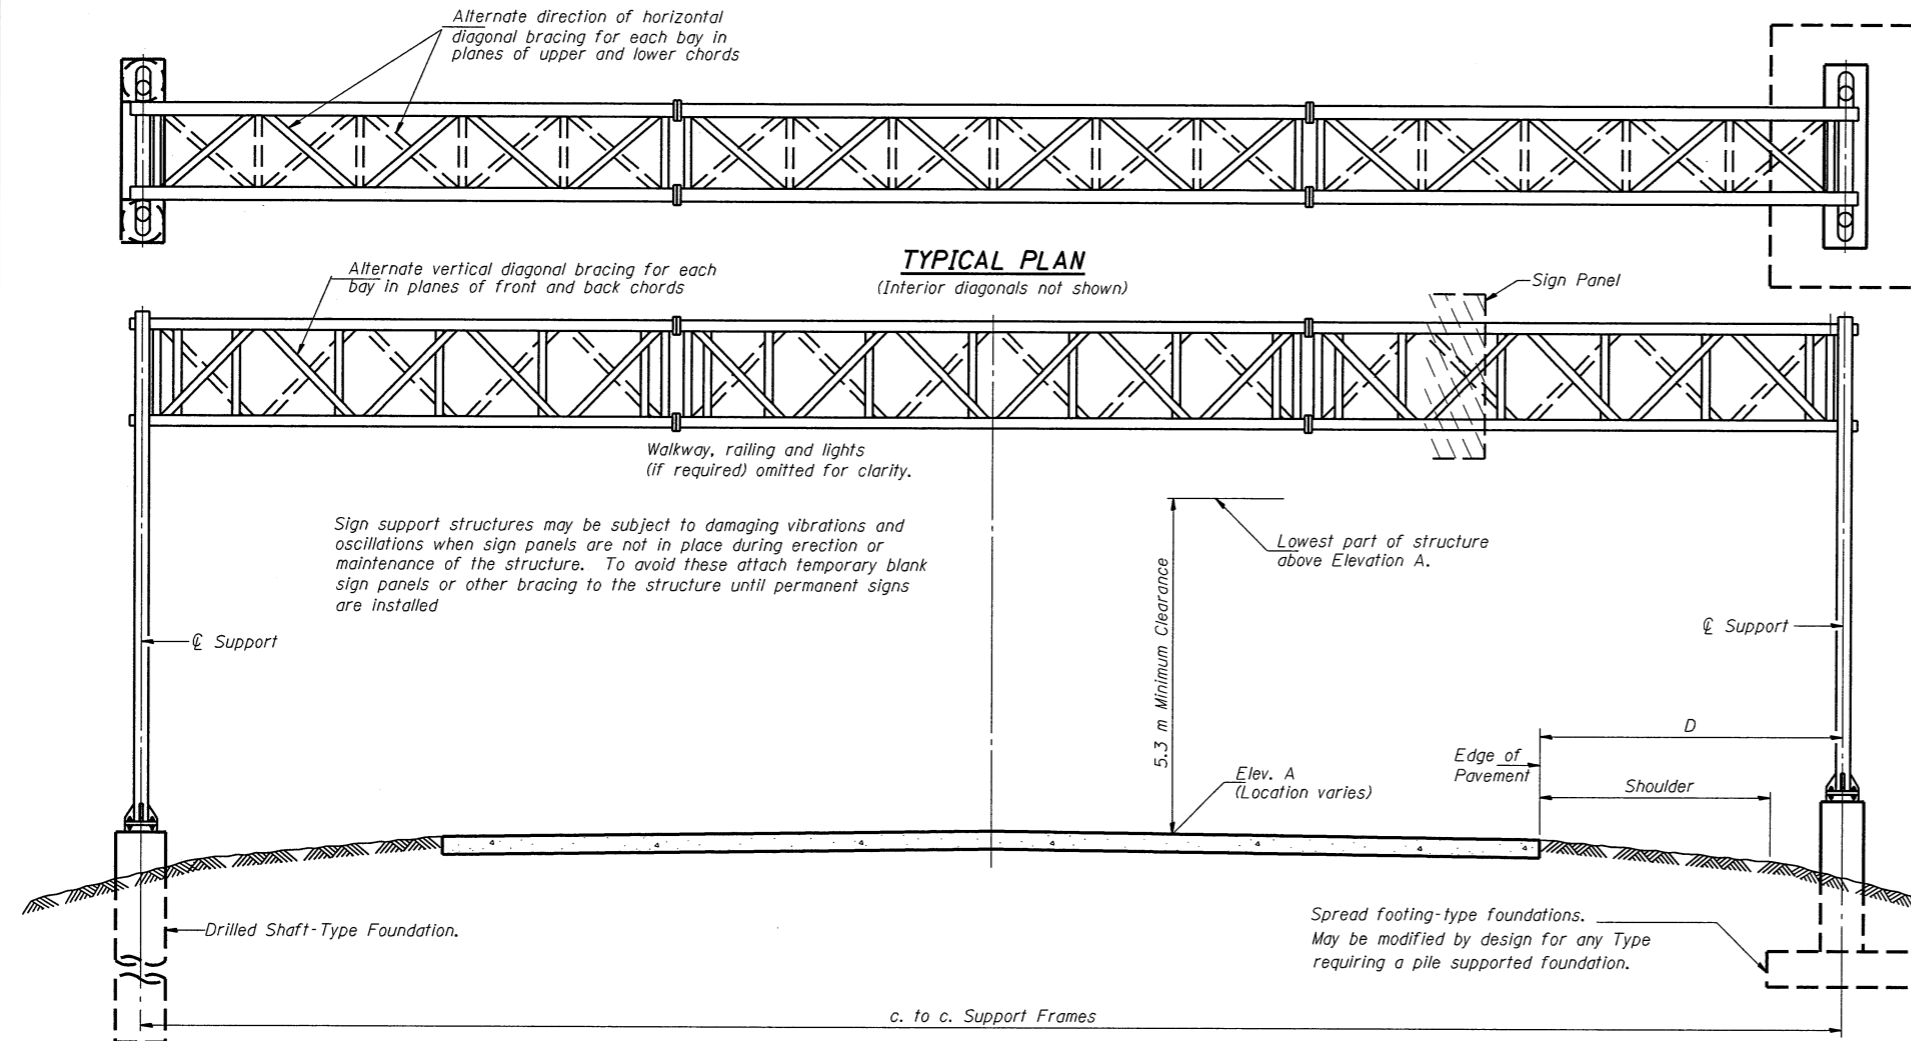 Alternate direction of horizontal
diagonal bracing for each bay in
planes of upper and lower chords
TYPICAL PLAN
(Interior diagonals not shown)
Alternate vertical diagonal bracing for each
bay in planes of front and back chords
Sign Panel
Walkway, railing and lights
(if required) omitted for clarity.
Sign support structures may be subject to damaging vibrations and
oscillations when sign panels are not in place during erection or
maintenance of the structure. To avoid these attach temporary blank
sign panels or other bracing to the structure until permanent signs
are installed
Lowest part of structure
above Elevation A.
5.3 m Minimum Clearance
℄ Support
℄ Support
D
Edge of
Pavement
Shoulder
Elev. A
(Location varies)
Drilled Shaft-Type Foundation.
Spread footing-type foundations.
May be modified by design for any Type
requiring a pile supported foundation.
c. to c. Support Frames